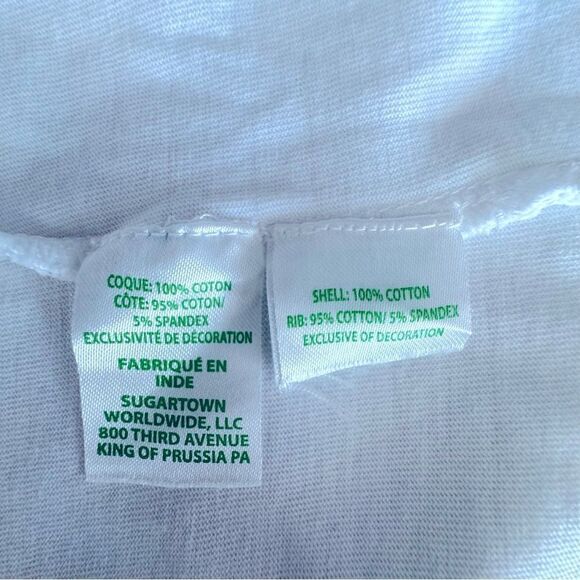 COQUE: 100% COTON
CÔTE: 95% COTON/
5% SPANDEX
EXCLUSIVITÉ DE DÉCORATION
FABRIQUÉ EN
INDE
SUGARTOWN
WORLDWIDE, LLC
800 THIRD AVENUE
KING OF PRUSSIA PA
SHELL: 100% COTTON
RIB: 95% COTTON/ 5% SPANDEX
EXCLUSIVE OF DECORATION